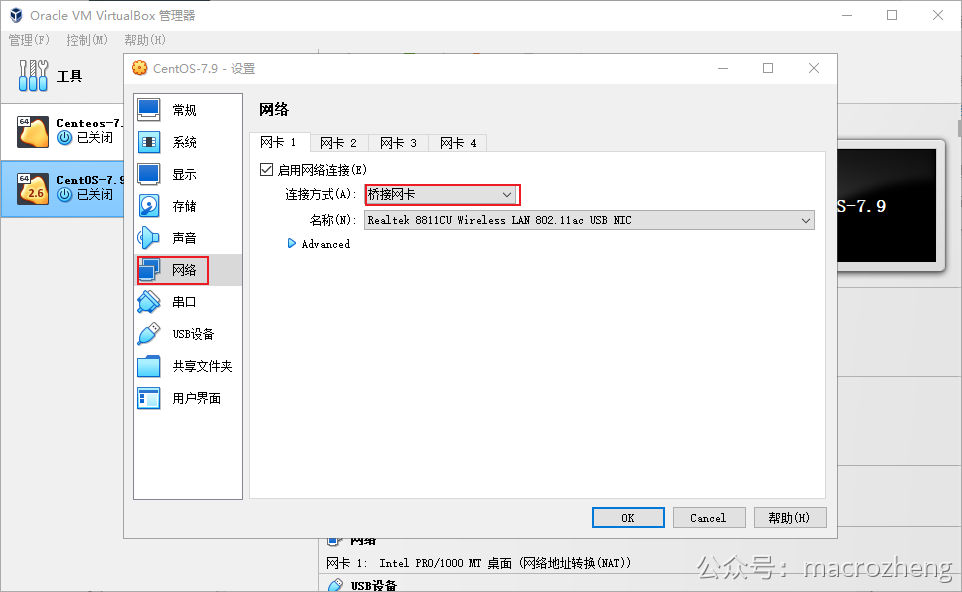 Oracle VM VirtualBox 管理器
管理(F) 控制(M) 帮助(H)
工具
64
Centeos-7.
已关闭
64
2.6
CentOS-7.9
已关闭
CentOS-7.9 - 设置
常规
系统
显示
存储
声音
网络
串口
USB设备
共享文件夹
用户界面
网络
网卡 1 网卡 2 网卡 3 网卡 4
启用网络连接(E)
连接方式(A): 桥接网卡
名称(N): Realtek 8811CU Wireless LAN 802.11ac USB NIC
Advanced
OK Cancel 帮助(H)
S-7.9
网络
网卡 1: Intel PRO/1000 MT 桌面 (网络地址转换(NAT))
USB设备
公众号: macrozheng